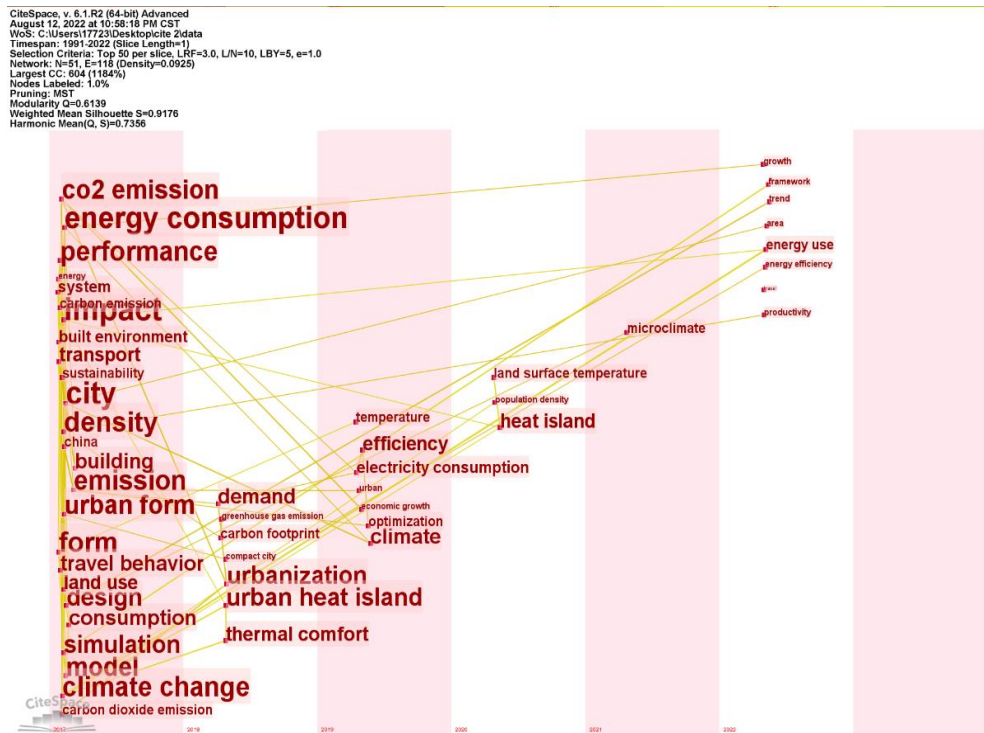 CiteSpace, v. 6.1.R2 (64-bit) Advanced
August 12, 2022 at 10:58:18 PM CST
WoS: C:\Users\17723\Desktop\cite 2\data
Timespan: 1991-2022 (Slice Length=1)
Selection Criteria: Top 50 per slice, LRF=3.0, L/N=10, LBY=5, e=1.0
Network: N=51, E=118 (Density=0.0925)
Largest CC: 604 (1184%)
Nodes Labeled: 1.0%
Pruning: MST
Modularity Q=0.6139
Weighted Mean Silhouette S=0.9176
Harmonic Mean(Q, S)=0.7356
co2 emission
energy consumption
performance
energy
system
carbon emission
impact
built environment
transport
sustainability
city
density
china
building
emission
urban form
form
travel behavior
land use
design
consumption
simulation
model
climate change
carbon dioxide emission
demand
greenhouse gas emission
carbon footprint
compact city
urbanization
urban heat island
thermal comfort
temperature
efficiency
electricity consumption
urban
economic growth
optimization
climate
land surface temperature
population density
heat island
microclimate
growth
framework
trend
area
energy use
energy efficiency
productivity
CiteSpace
2017
2018
2019
2020
2021
2022